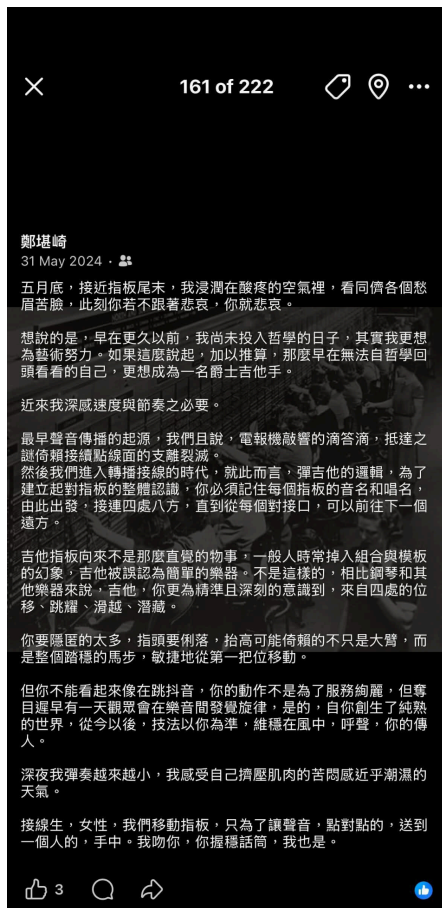 161 of 222
鄭堪崎
31 May 2024
五月底，接近指板尾末，我浸潤在酸疼的空氣裡，看同儕各個愁
眉苦臉，此刻你若不跟著悲哀，你就悲哀。
想說的是，早在更久以前，我尚未投入哲學的日子，其實我更想
為藝術努力。如果這麼說起，加以推算，那麼早在無法自哲學回
頭看看的自己，更想成為一名爵士吉他手。
近來我深感速度與節奏之必要。
最早聲音傳播的起源，我們且說，電報機敲響的滴答滴，抵達之
謎倚賴接續點線面的支離裂滅。
然後我們進入轉播接線的時代，就此而言，彈吉他的邏輯，為了
建立起對指板的整體認識，你必須記住每個指板的音名和唱名，
由此出發，接連四處八方，直到從每個對接口，可以前往下一個
遠方。
吉他指板向來不是那麼直覺的物事，一般人時常掉入組合與模板
的幻象，吉他被誤認為簡單的樂器。不是這樣的，相比鋼琴和其
他樂器來說，吉他，你更為精準且深刻的意識到，來自四處的位
移、跳耀、滑越、潛藏。
你要隱匿的太多，指頭要俐落，抬高可能倚賴的不只是大臂，而
是整個踏穩的馬步，敏捷地從第一把位移動。
但你不能看起來像在跳抖音，你的動作不是為了服務絢麗，但奪
目遲早有一天觀眾會在樂音間發覺旋律，是的，自你創生了純熟
的世界，從今以後，技法以你為準，維穩在風中，呼聲，你的傳
人。
深夜我彈奏越來越小，我感受自己擠壓肌肉的苦悶感近乎潮濕的
天氣。
接線生，女性，我們移動指板，只為了讓聲音，點對點的，送到
一個人的，手中。我吻你，你握穩話筒，我也是。
3